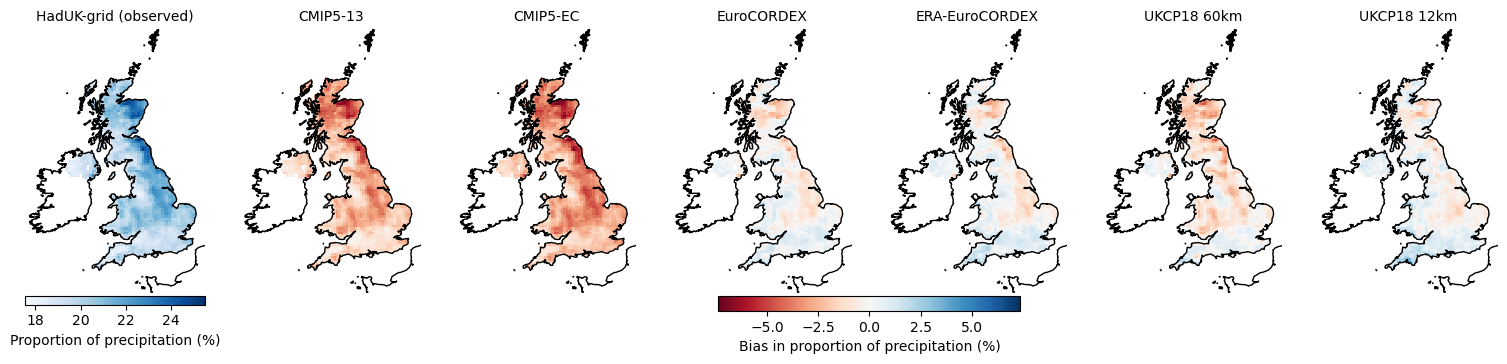 HadUK-grid (observed)
CMIP5-13
CMIP5-EC
EuroCORDEX
ERA-EuroCORDEX
UKCP18 60km
UKCP18 12km
18 20 22 24
Proportion of precipitation (%)
−5.0 −2.5 0.0 2.5 5.0
Bias in proportion of precipitation (%)